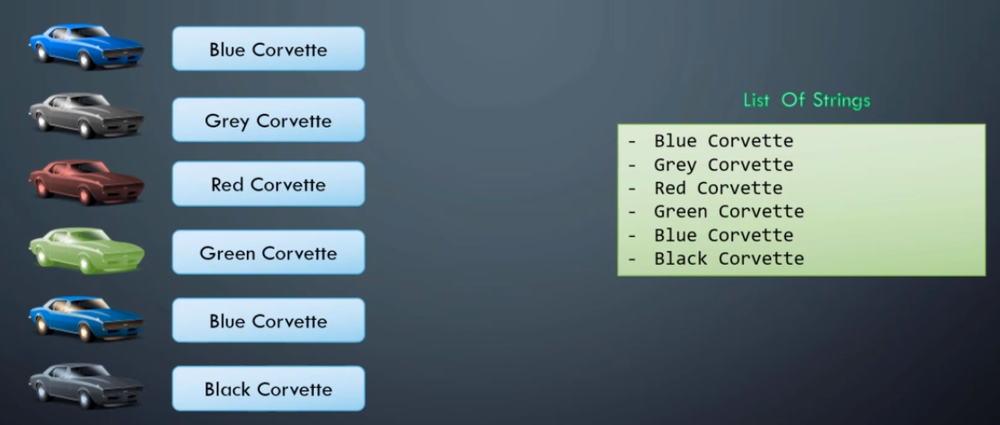 Blue Corvette
Grey Corvette
Red Corvette
Green Corvette
Blue Corvette
Black Corvette
List Of Strings
- Blue Corvette
- Grey Corvette
- Red Corvette
- Green Corvette
- Blue Corvette
- Black Corvette